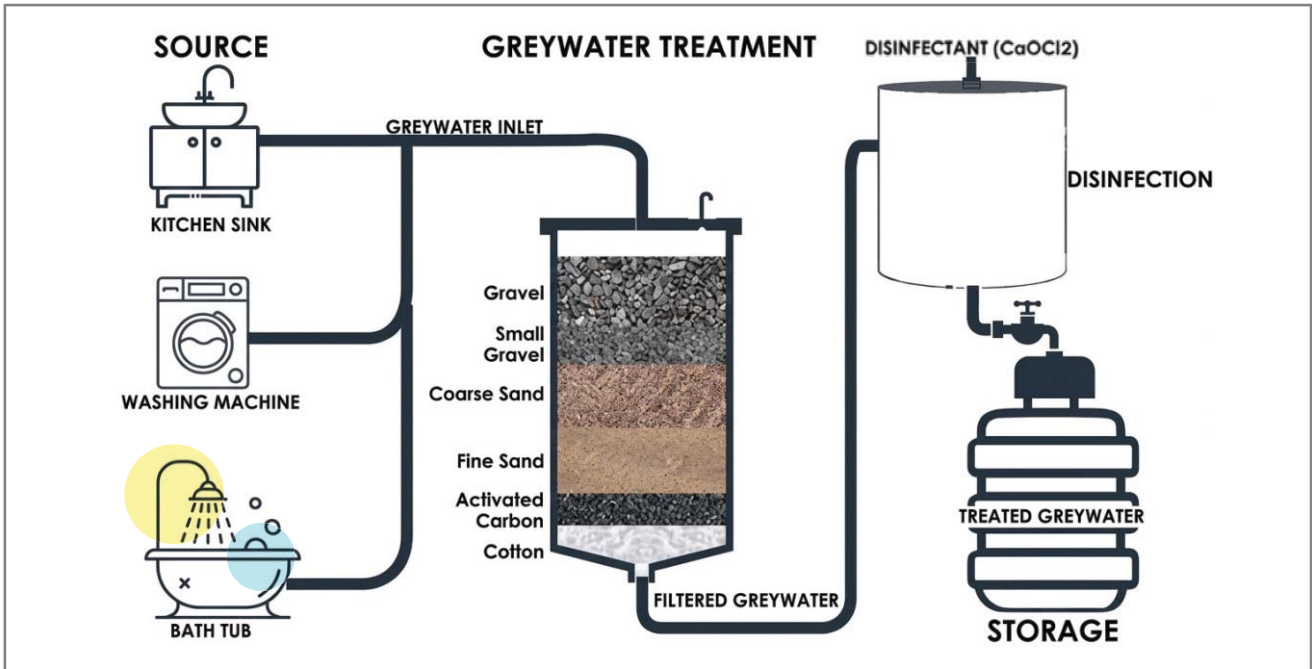 SOURCE
GREYWATER TREATMENT
DISINFECTANT (CaOCl2)
GREYWATER INLET
KITCHEN SINK
DISINFECTION
Gravel
Small
Gravel
WASHING MACHINE
Coarse Sand
Fine Sand
Activated
Carbon
Cotton
TREATED GREYWATER
FILTERED GREYWATER
BATH TUB
STORAGE